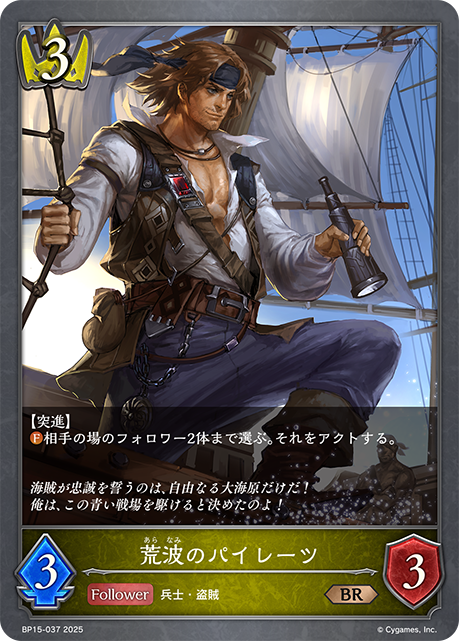 3
【突進】
F相手の場のフォロワー2体まで選ぶ。それをアクトする。
海賊が忠誠を誓うのは、自由なる大海原だけだ！
俺は、この青い戦場を駆けると決めたのよ！
あら なみ
荒波のパイレーツ
3
Follower 兵士・盗賊
BR
3
BP15-037 2025
© Cygames, Inc.